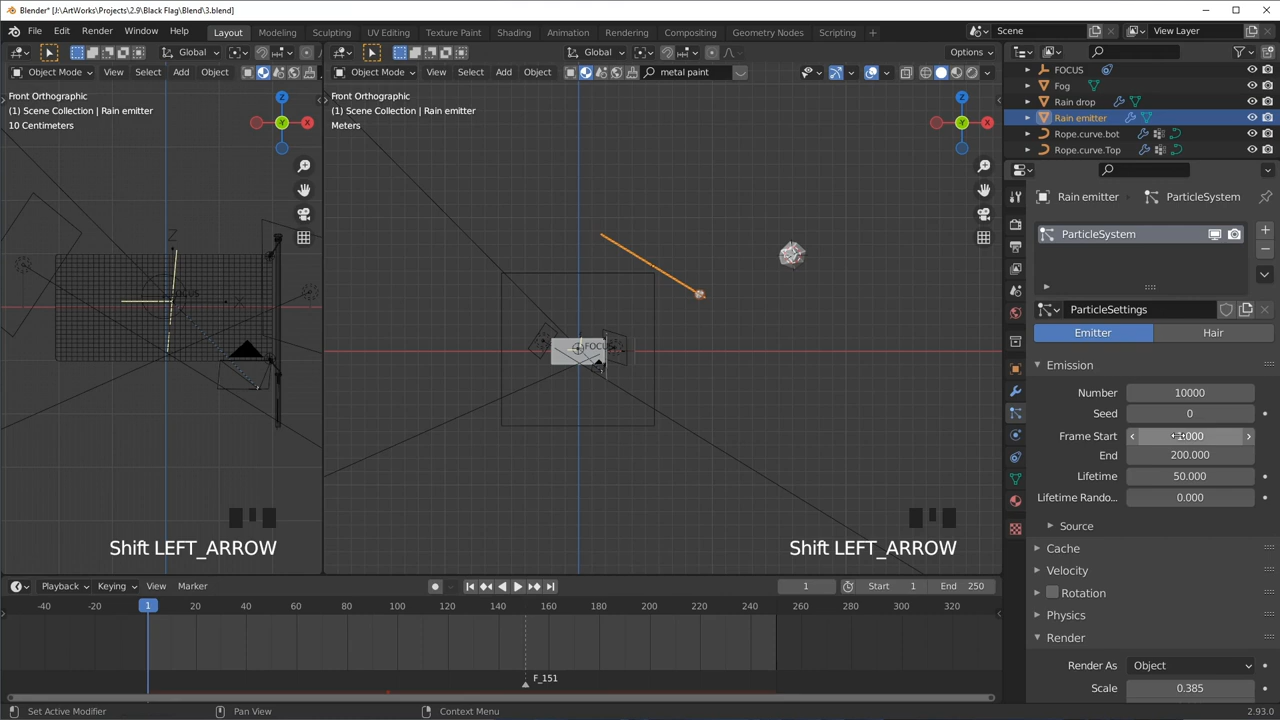 Blender* [J:\ArtWorks\Projects\2.9\Black Flag\Blend\3.blend]
File Edit Render Window Help Layout Modeling Sculpting UV Editing Texture Paint Shading Animation Rendering Compositing Geometry Nodes Scripting + Scene View Layer
Global Global Options
Object Mode View Select Add Object Object Mode View Select Add Object metal paint
FOCUS
Fog
Rain drop
Rain emitter
Rope.curve.bot
Rope.curve.Top
Front Orthographic
(1) Scene Collection | Rain emitter
10 Centimeters
Front Orthographic
(1) Scene Collection | Rain emitter
Meters
Z
Y
X
Z
Y
X
Z
X
FOCUS
Shift LEFT_ARROW
Shift LEFT_ARROW
Rain emitter ParticleSystem
ParticleSystem
ParticleSettings
Emitter Hair
Emission
Number 10000
Seed 0
Frame Start
End 200.000
Lifetime 50.000
Lifetime Rando... 0.000
Source
Cache
Velocity
Rotation
Physics
Render
Render As Object
Scale 0.385
Playback Keying View Marker 1 Start 1 End 250
-40 -20 1 20 40 60 80 100 120 140 160 180 200 220 240 260 280 300 320
F_151
Set Active Modifier Pan View Context Menu 2.93.0